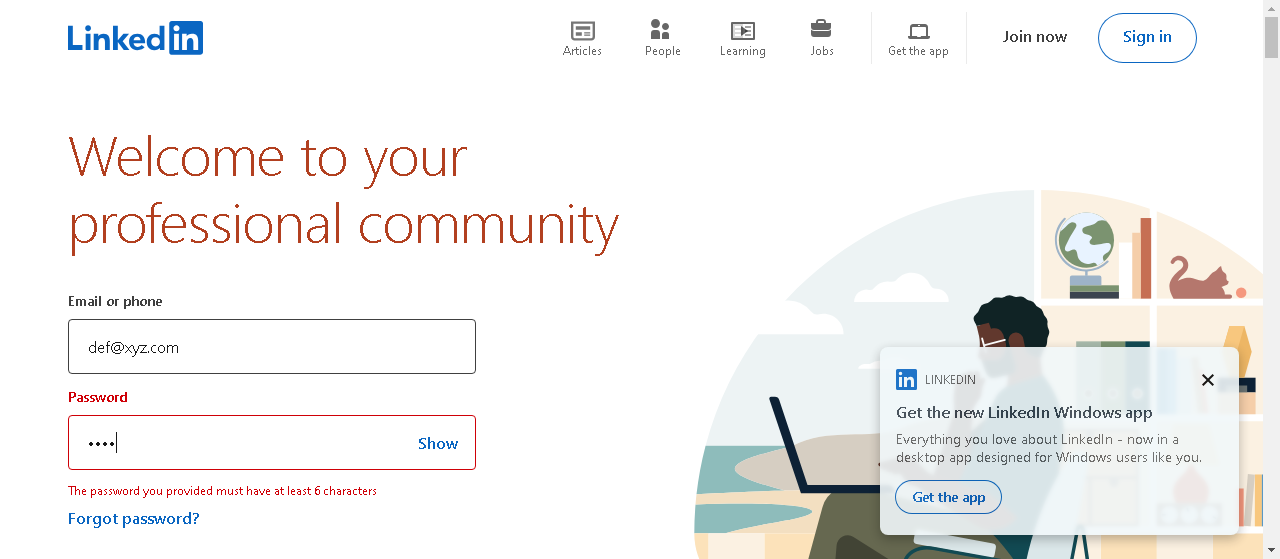 Linkedin
Articles
People
Learning
Jobs
Get the app
Join now
Sign in
Welcome to your
professional community
Email or phone
def@xyz.com
Password
••••
Show
The password you provided must have at least 6 characters
Forgot password?
in LINKEDIN
Get the new LinkedIn Windows app
Everything you love about LinkedIn - now in a
desktop app designed for Windows users like you.
Get the app